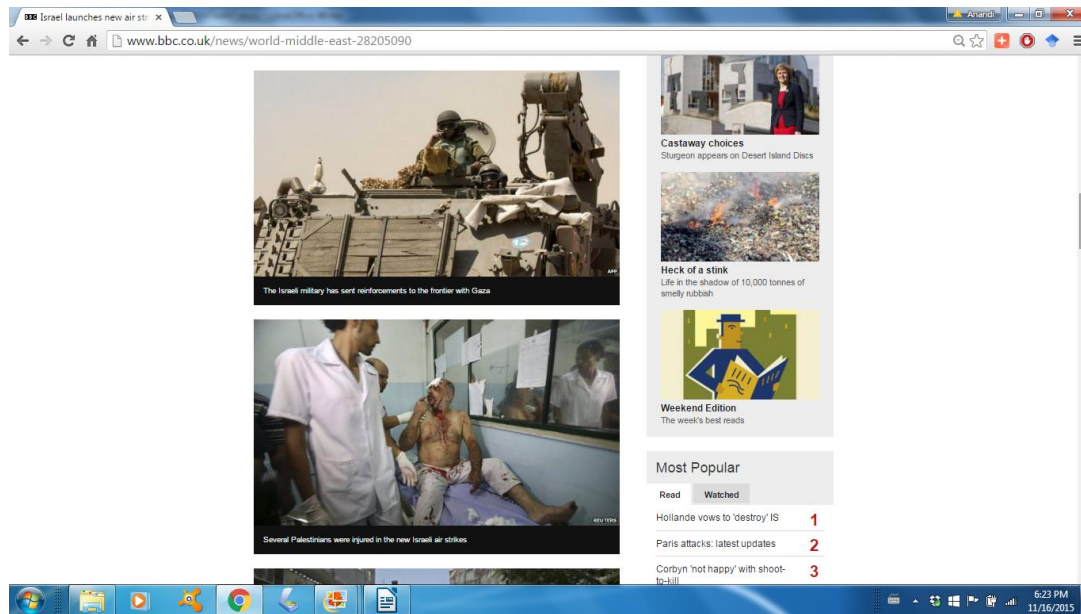 Israel launches new air str
Anandi
www.bbc.co.uk/news/world-middle-east-28205090
AFP
The Israeli military has sent reinforcements to the frontier with Gaza
REUTERS
Several Palestinians were injured in the new Israeli air strikes
Castaway choices
Sturgeon appears on Desert Island Discs
Heck of a stink
Life in the shadow of 10,000 tonnes of
smelly rubbish
Weekend Edition
The week's best reads
Most Popular
Read Watched
Hollande vows to 'destroy' IS 1
Paris attacks: latest updates 2
Corbyn 'not happy' with shoot- 3
to-kill
6:23 PM
11/16/2015